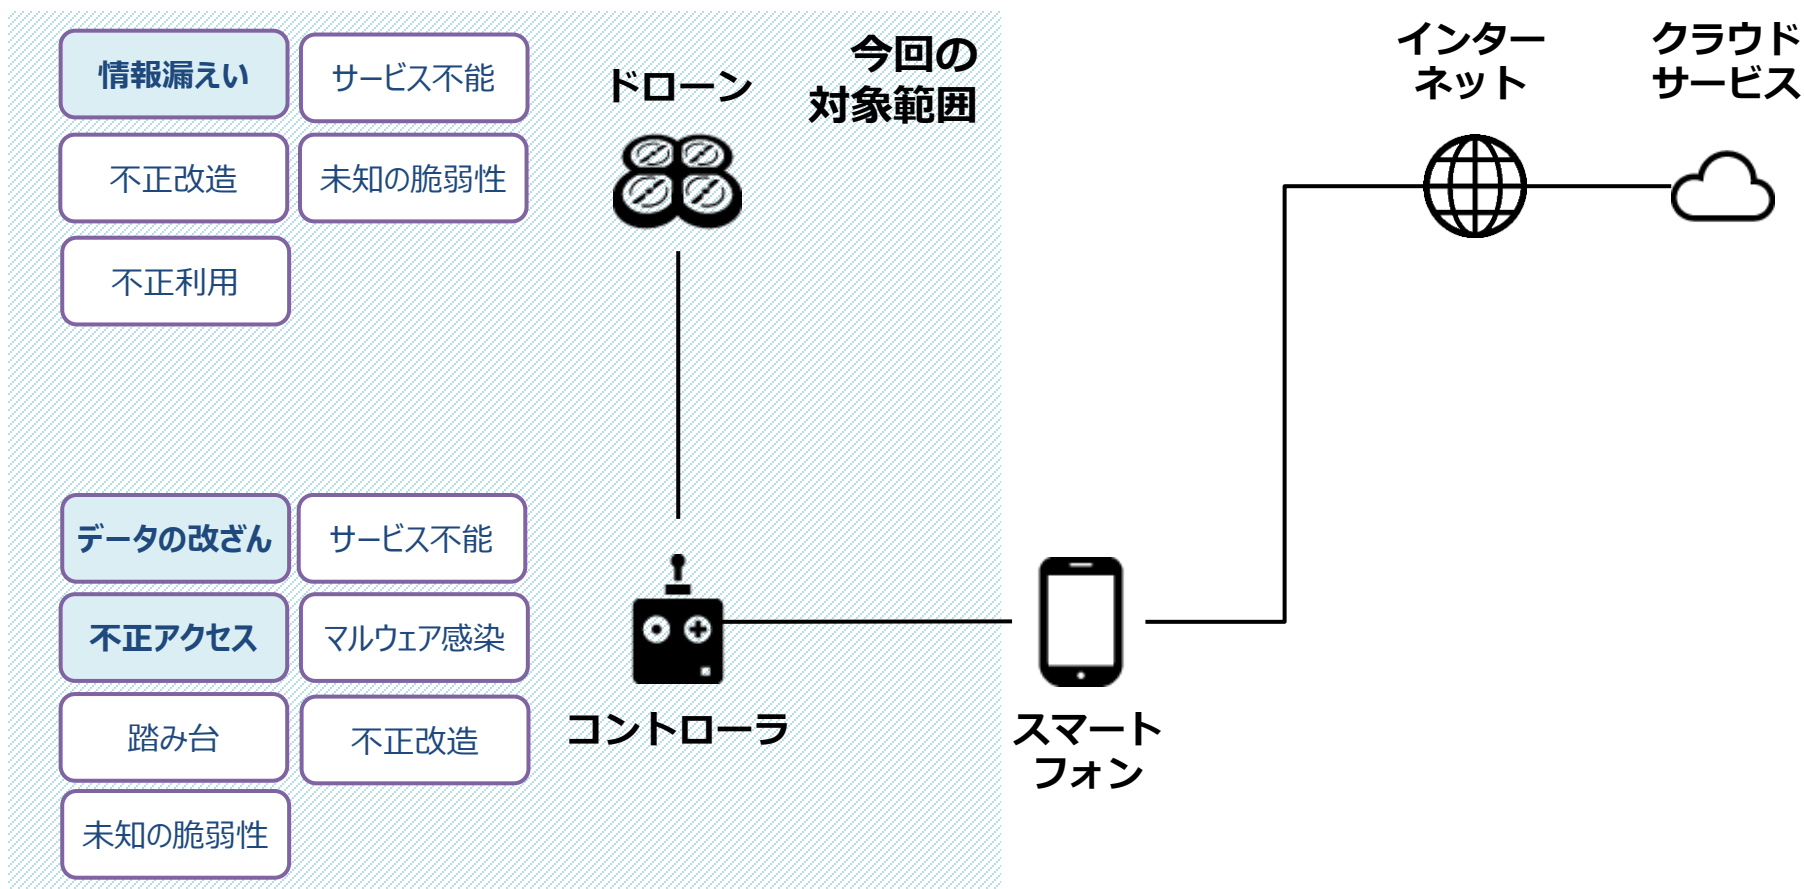 情報漏えい
サービス不能
不正改造
未知の脆弱性
不正利用
ドローン
今回の
対象範囲
インター
ネット
クラウド
サービス
データの改ざん
サービス不能
不正アクセス
マルウェア感染
踏み台
不正改造
未知の脆弱性
コントローラ
スマート
フォン